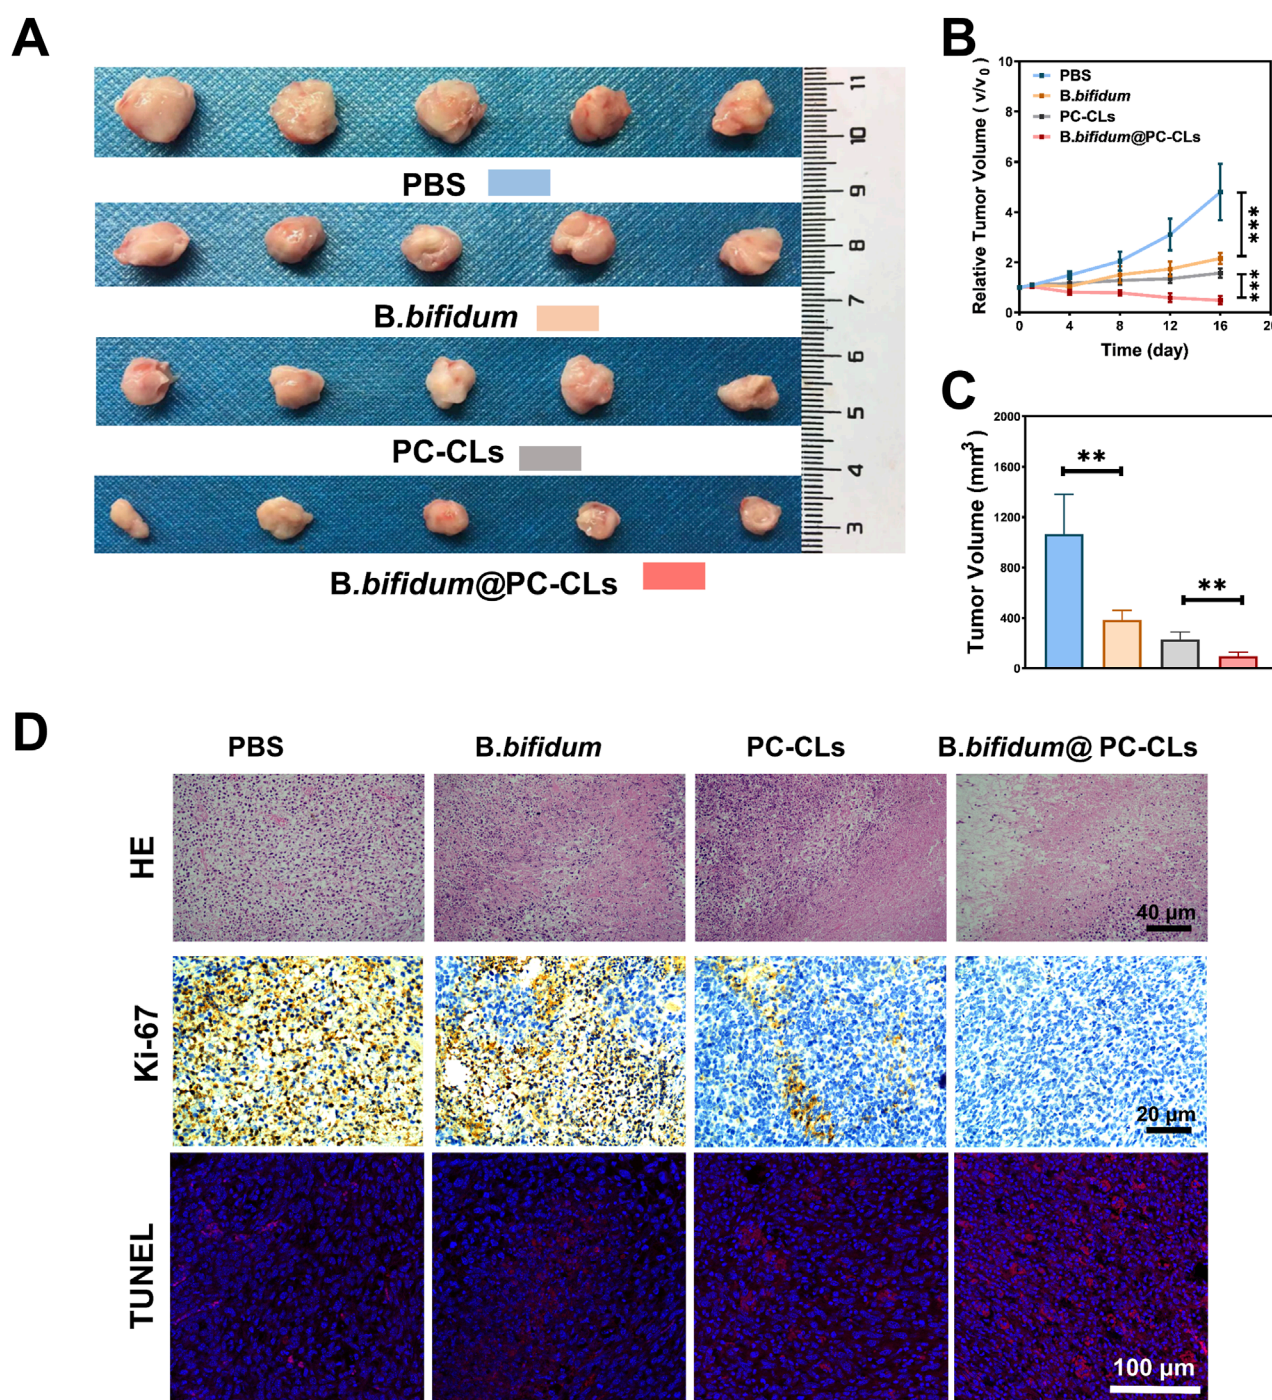 A
11
10
9
8
7
6
5
4
3
PBS
B.bifidum
PC-CLs
B.bifidum@PC-CLs
B
Relative Tumor Volume ( v/v0 )
10
8
6
4
2
0
PBS
B.bifidum
PC-CLs
B.bifidum@PC-CLs
***
***
0 4 8 12 16 20
Time (day)
C
Tumor Volume (mm3 )
2000
1600
1200
800
400
0
**
**
D
PBS B.bifidum PC-CLs B.bifidum@ PC-CLs
HE
40 µm
Ki-67
20 µm
TUNEL
100 µm